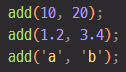 add(10, 20);
add(1.2, 3.4);
add('a', 'b');